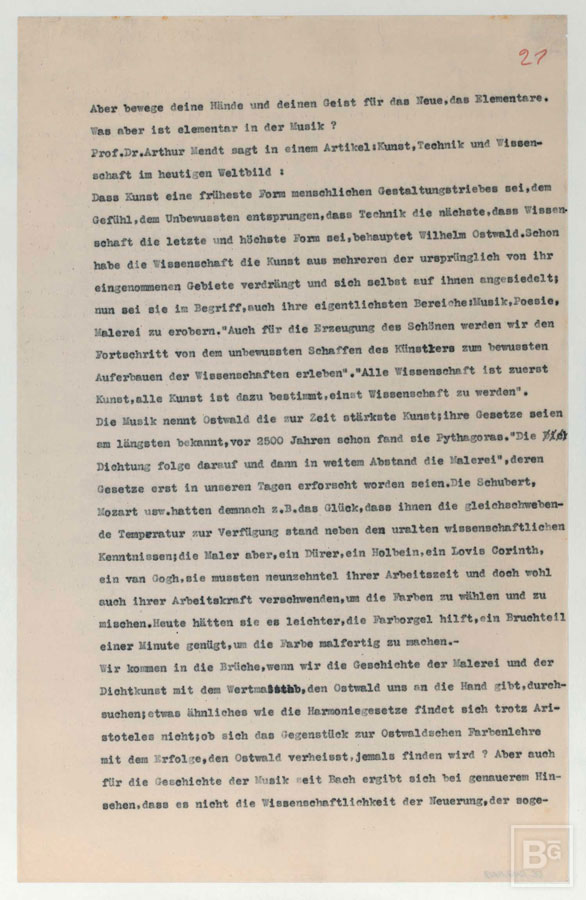 21
Aber bewege deine Hände und deinen Geist für das Neue,das Elementare.
Was aber ist elementar in der Musik ?
Prof.Dr.Arthur Mendt sagt in einem Artikel:Kunst,Technik und Wissen-
schaft im heutigen Weltbild :
Dass Kunst eine früheste Form menschlichen Gestaltungstriebes sei,dem
Gefühl,dem Unbewussten entsprungen,dass Technik die nächste,dass Wissen-
schaft die letzte und höchste Form sei,behauptet Wilhelm Ostwald.Schon
habe die Wissenschaft die Kunst aus mehreren der ursprünglich von ihr
eingenommenen Gebiete verdrängt und sich selbst auf ihnen angesiedelt;
nun sei sie im Begriff,auch ihre eigentlichsten Bereiche:Musik,Poesie,
Malerei zu erobern."Auch für die Erzeugung des Schönen werden wir den
Fortschritt von dem unbewussten Schaffen des Künstlers zum bewussten
Auferbauen der Wissenschaften erleben"."Alle Wissenschaft ist zuerst
Kunst,alle Kunst ist dazu bestimmt,einst Wissenschaft zu werden".
Die Musik nennt Ostwald die zur Zeit stärkste Kunst;ihre Gesetze seien
am längsten bekannt,vor 2500 Jahren schon fand sie Pythagoras."Die
Dichtung folge darauf und dann in weitem Abstand die Malerei",deren
Gesetze erst in unseren Tagen erforscht worden seien.Die Schubert,
Mozart usw.hatten demnach z.B.das Glück,dass ihnen die gleichschweben-
de Temperatur zur Verfügung stand neben den uralten wissenschaftlichen
Kenntnissen;die Maler aber,ein Dürer,ein Holbein,ein Lovis Corinth,
ein van Gogh,sie mussten neunzehntel ihrer Arbeitszeit und doch wohl
auch ihrer Arbeitskraft verschwenden,um die Farben zu wählen und zu
mischen.Heute hätten sie es leichter,die Farborgel hilft,ein Bruchteil
einer Minute genügt,um die Farbe malfertig zu machen.-
Wir kommen in die Brüche,wenn wir die Geschichte der Malerei und der
Dichtkunst mit dem Wertmasstab,den Ostwald uns an die Hand gibt,durch-
suchen;etwas ähnliches wie die Harmoniegesetze findet sich trotz Ari-
stoteles nicht;ob sich das Gegenstück zur Ostwaldschen Farbenlehre
mit dem Erfolge,den Ostwald verheisst,jemals finden wird ? Aber auch
für die Geschichte der Musik seit Bach ergibt sich bei genauerem Hin-
sehen,dass es nicht die Wissenschaftlichkeit der Neuerung,der soge-
BG